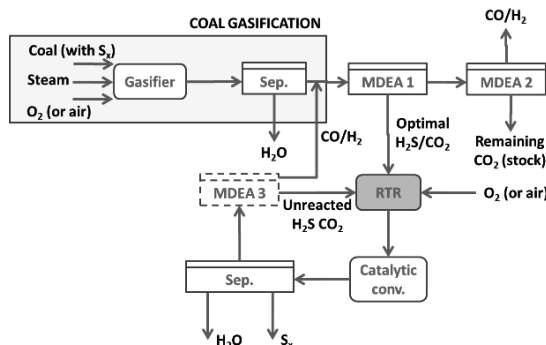 COAL GASIFICATION
CO/H₂
Coal (with Sₓ)
Steam
O₂ (or air)
Gasifier
Sep.
MDEA 1
MDEA 2
H₂O
CO/H₂
Optimal
H₂S/CO₂
Remaining
CO₂ (stock)
MDEA 3
Unreacted
H₂S CO₂
RTR
O₂ (or air)
Sep.
Catalytic
conv.
H₂O
Sₓ